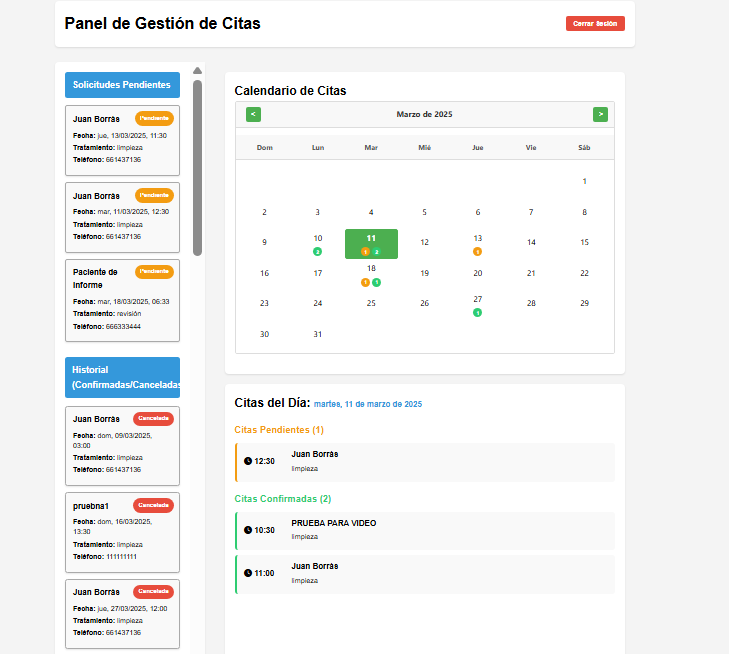 Panel de Gestión de Citas
Cerrar Sesión
Solicitudes Pendientes
Juan Borrás
Pendiente
Fecha: jue, 13/03/2025, 11:30
Tratamiento: limpieza
Teléfono: 661437136
Juan Borrás
Pendiente
Fecha: mar, 11/03/2025, 12:30
Tratamiento: limpieza
Teléfono: 661437136
Paciente de
Pendiente
informe
Fecha: mar, 18/03/2025, 06:33
Tratamiento: revisión
Teléfono: 666333444
Historial
(Confirmadas/Canceladas
Juan Borrás
Cancelada
Fecha: dom, 09/03/2025,
03:00
Tratamiento: limpieza
Teléfono: 661437136
pruebna1
Cancelada
Fecha: dom, 16/03/2025,
13:30
Tratamiento: limpieza
Teléfono: 111111111
Juan Borrás
Cancelada
Fecha: jue, 27/03/2025, 12:00
Tratamiento: limpieza
Teléfono: 661437136
Calendario de Citas
< Marzo de 2025 >
Dom Lun Mar Mié Jue Vie Sáb
1
2 3 4 5 6 7 8
9 10 11 12 13 14 15
2 1 2 1
16 17 18 19 20 21 22
1 1
23 24 25 26 27 28 29
1
30 31
Citas del Día: martes, 11 de marzo de 2025
Citas Pendientes (1)
12:30 Juan Borrás
limpieza
Citas Confirmadas (2)
10:30 PRUEBA PARA VIDEO
limpieza
11:00 Juan Borrás
limpieza